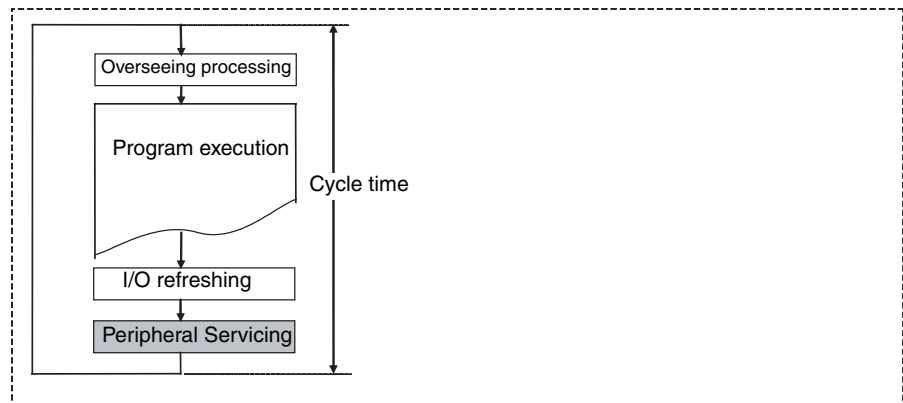 Overseeing processing
Program execution
Cycle time
I/O refreshing
Peripheral Servicing